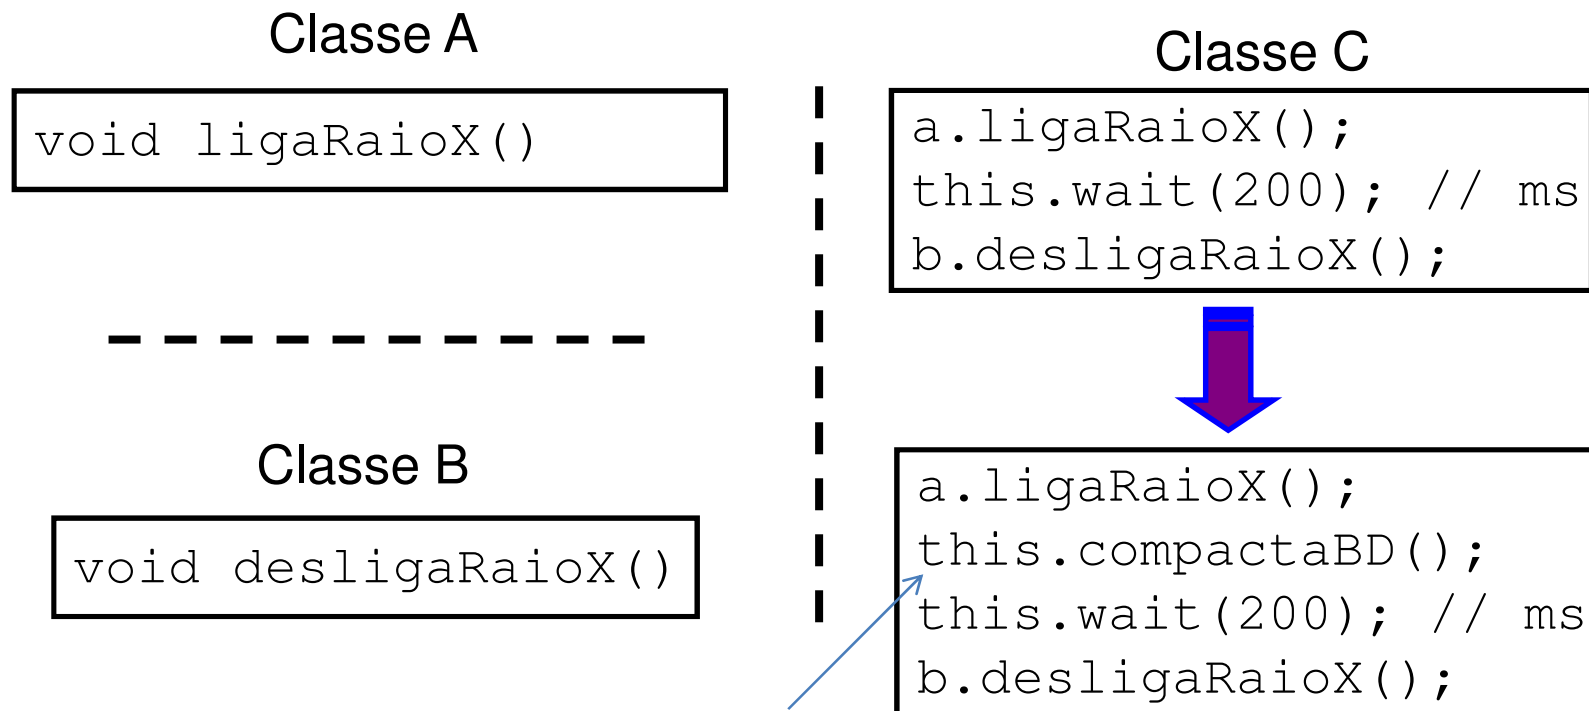 Classe A
void ligaRaioX()
Classe B
void desligaRaioX()
Classe C
a.ligaRaioX();
this.wait(200); // ms
b.desligaRaioX();
a.ligaRaioX();
this.compactaBD();
this.wait(200); // ms
b.desligaRaioX();